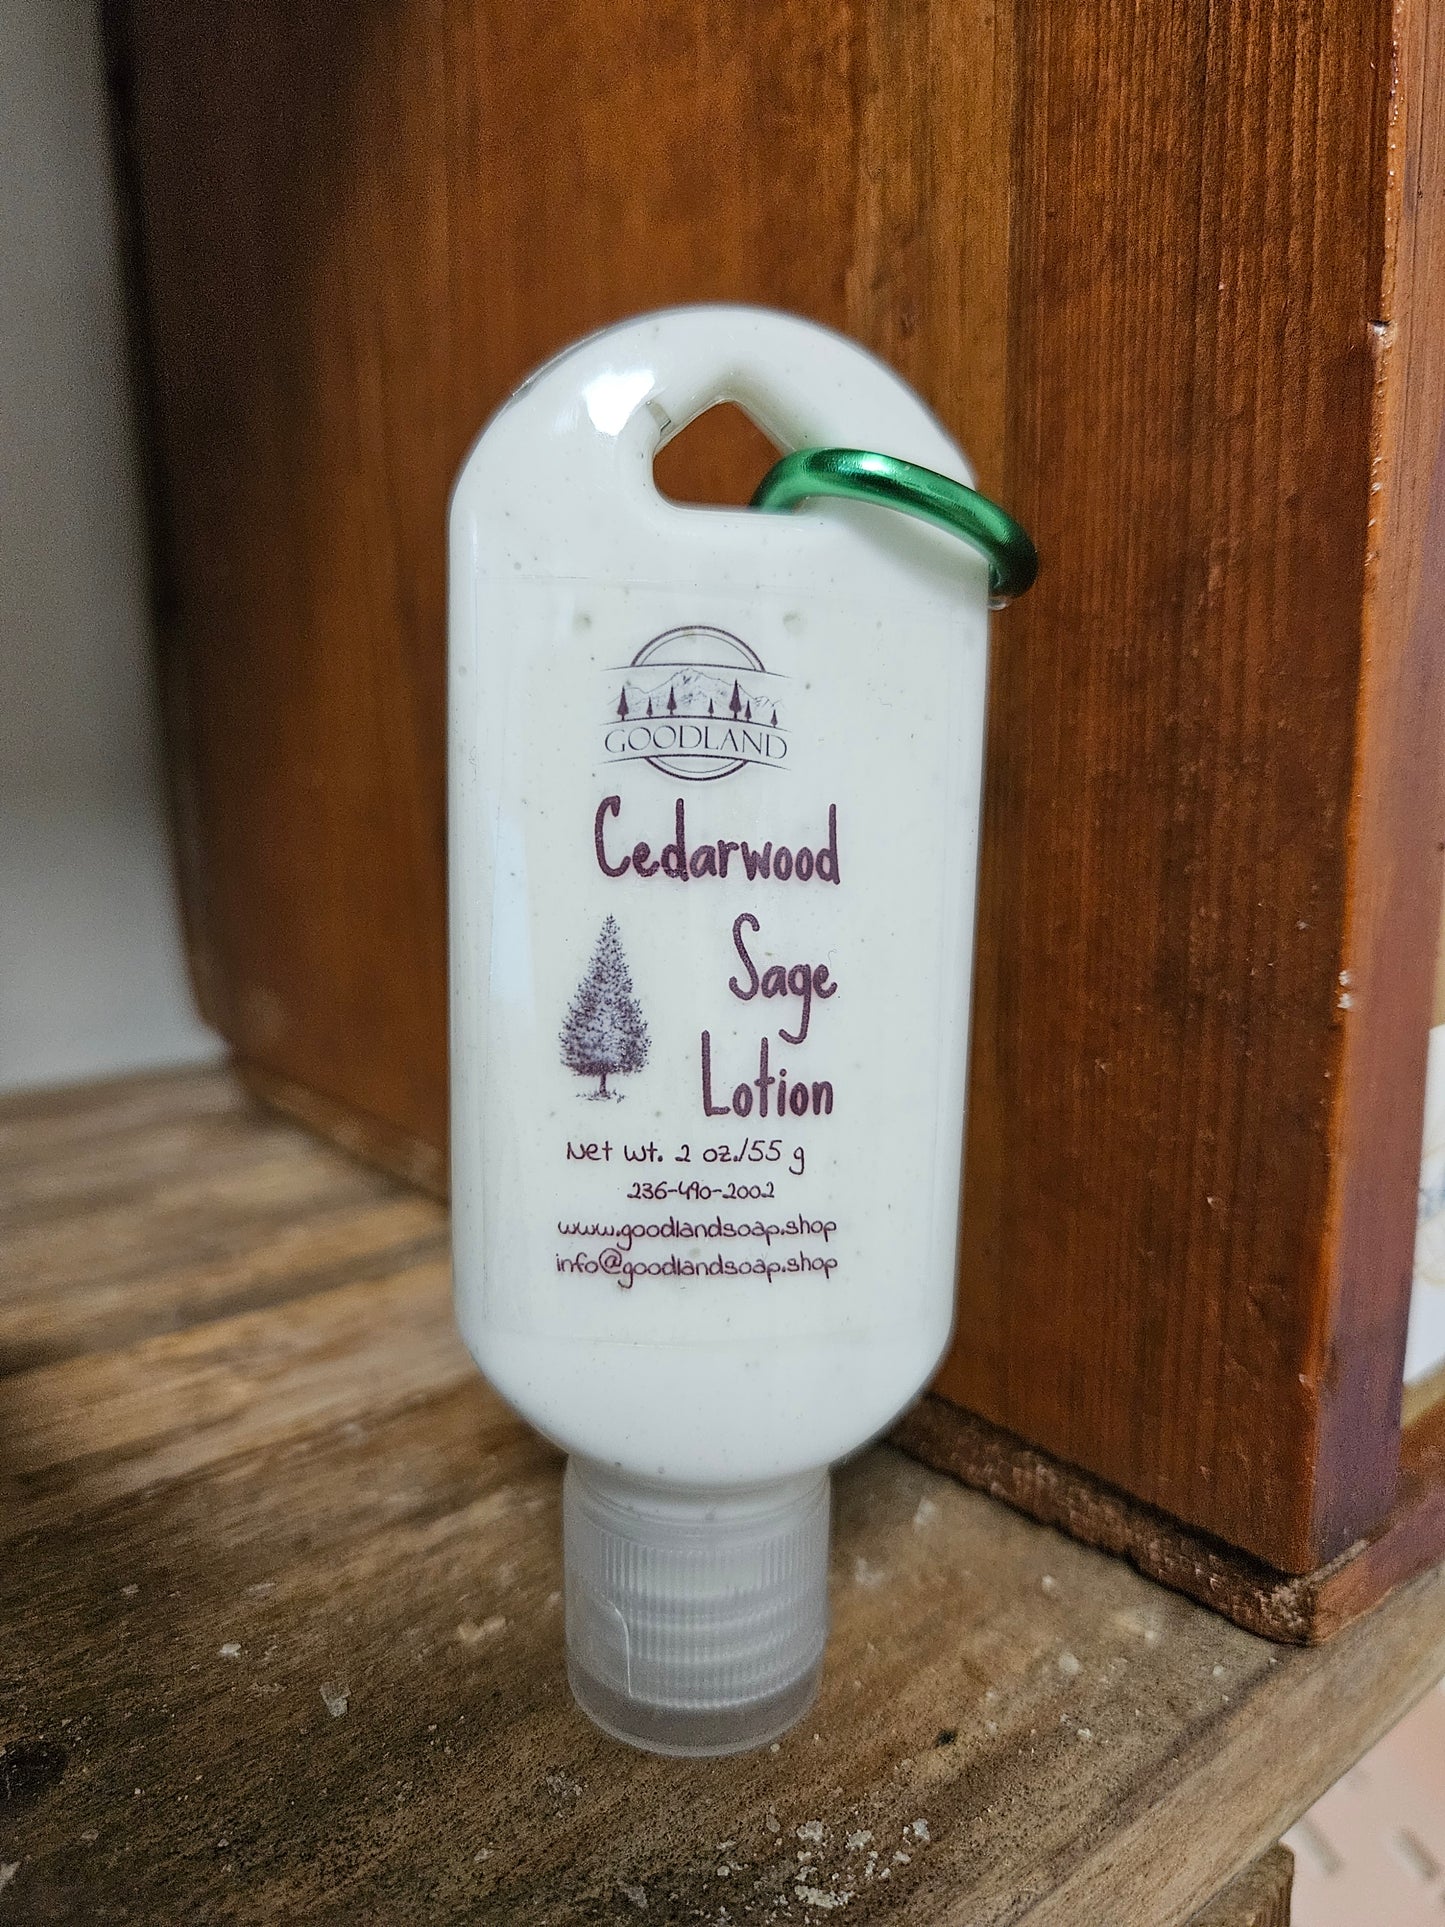 GOODLAND
Cedarwood
Sage
Lotion
Net Wt. 2 oz./55 g
236-490-2002
www.goodlandsoap.shop
info@goodlandsoap.shop